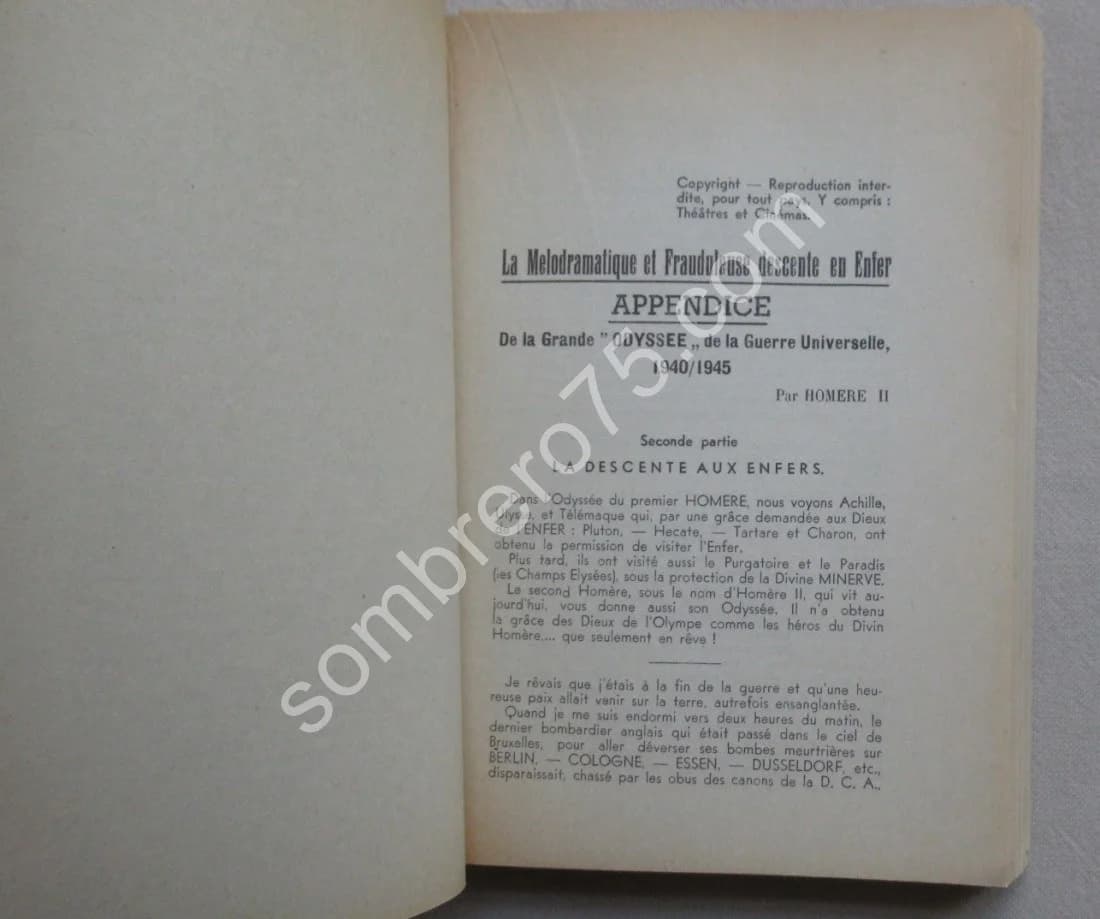 Copyright — Reproduction inter-
dite, pour tout pays. Y compris :
Théâtres et Cinémas.
La Melodramatique et Frauduleuse descente en Enfer
APPENDICE
De la Grande " ODYSSEE „ de la Guerre Universelle,
1940/1945
Par HOMERE II
Seconde partie
LA DESCENTE AUX ENFERS.
Dans l'Odyssée du premier HOMERE, nous voyons Achille,
Ulysse, et Télémaque qui, par une grâce demandée aux Dieux
de l'ENFER : Pluton, — Hecate, — Tartare et Charon, ont
obtenu la permission de visiter l'Enfer.
Plus tard, ils ont visité aussi le Purgatoire et le Paradis
(les Champs Elysées), sous la protection de la Divine MINERVE.
Le second Homère, sous le nom d'Homère II, qui vit au-
jourd'hui, vous donne aussi son Odyssée. Il n'a obtenu
la grâce des Dieux de l'Olympe comme les héros du Divin
Homère.... que seulement en rêve !
Je rêvais que j'étais à la fin de la guerre et qu'une heu-
reuse paix allait venir sur la terre, autrefois ensanglantée.
Quand je me suis endormi vers deux heures du matin, le
dernier bombardier anglais qui était passé dans le ciel de
Bruxelles, pour aller déverser ses bombes meurtrières sur
BERLIN, — COLOGNE, — ESSEN, — DUSSELDORF, etc.,
disparaissait, chassé par les obus des canons de la D. C. A.,
sombrero75.com